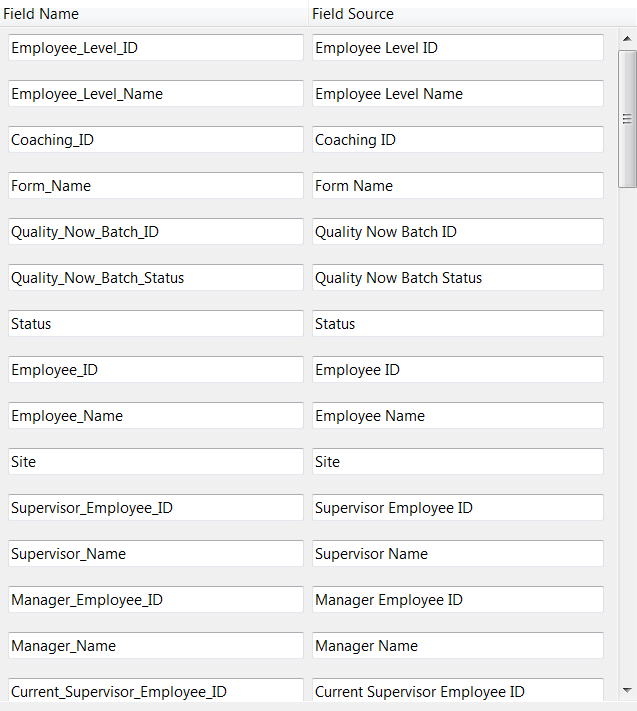 Field Name Field Source
Employee_Level_ID Employee Level ID
Employee_Level_Name Employee Level Name
Coaching_ID Coaching ID
Form_Name Form Name
Quality_Now_Batch_ID Quality Now Batch ID
Quality_Now_Batch_Status Quality Now Batch Status
Status Status
Employee_ID Employee ID
Employee_Name Employee Name
Site Site
Supervisor_Employee_ID Supervisor Employee ID
Supervisor_Name Supervisor Name
Manager_Employee_ID Manager Employee ID
Manager_Name Manager Name
Current_Supervisor_Employee_ID Current Supervisor Employee ID